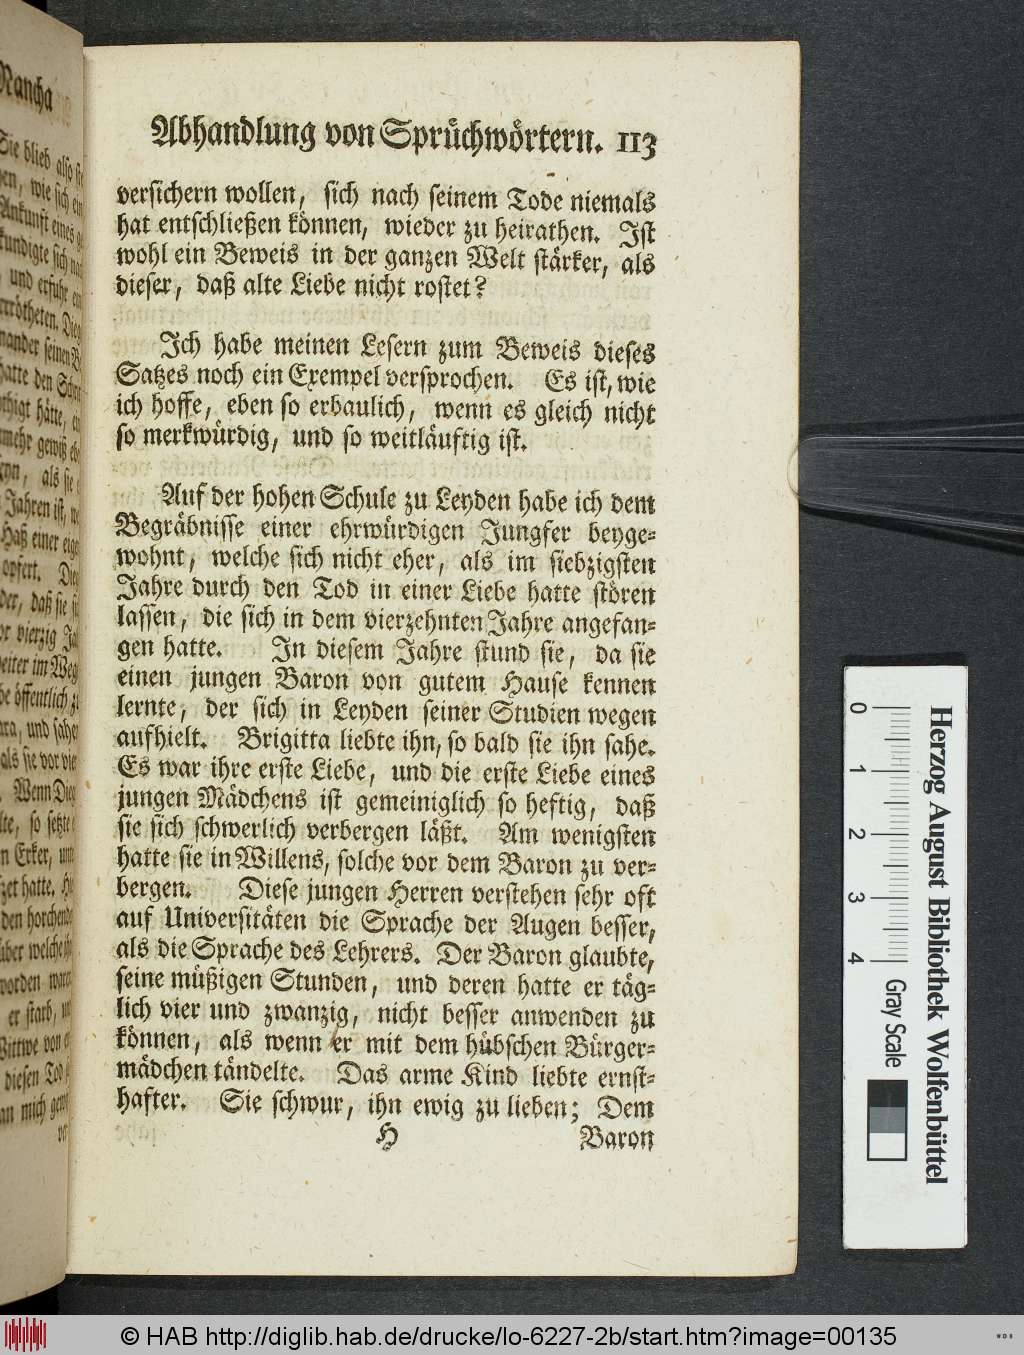 Abhandlung von Sprüchwörtern. 113
versichern wollen, sich nach seinem Tode niemals
hat entschließen können, wieder zu heirathen. Ist
wohl ein Beweis in der ganzen Welt stärker, als
dieser, daß alte Liebe nicht rostet?
Ich habe meinen Lesern zum Beweis dieses
Satzes noch ein Exempel versprochen. Es ist, wie
ich hoffe, eben so erbaulich, wenn es gleich nicht
so merkwürdig, und so weitläuftig ist.
Auf der hohen Schule zu Leyden habe ich dem
Begräbnisse einer ehrwürdigen Jungfer beyge-
wohnt, welche sich nicht eher, als im siebzigsten
Jahre durch den Tod in einer Liebe hatte stören
lassen, die sich in dem vierzehnten Jahre angefan-
gen hatte. In diesem Jahre stund sie, da sie
einen jungen Baron von gutem Hause kennen
lernte, der sich in Leyden seiner Studien wegen
aufhielt. Brigitta liebte ihn, so bald sie ihn sahe.
Es war ihre erste Liebe, und die erste Liebe eines
jungen Mädchens ist gemeiniglich so heftig, daß
sie sich schwerlich verbergen läßt. Am wenigsten
hatte sie in Willens, solche vor dem Baron zu ver-
bergen. Diese jungen Herren verstehen sehr oft
auf Universitäten die Sprache der Augen besser,
als die Sprache des Lehrers. Der Baron glaubte,
seine müßigen Stunden, und deren hatte er täg-
lich vier und zwanzig, nicht besser anwenden zu
können, als wenn er mit dem hübschen Bürger-
mädchen tändelte. Das arme Kind liebte ernst-
hafter. Sie schwur, ihn ewig zu lieben; Dem
H Baron
0 1 2 3 4
Herzog August Bibliothek Wolfenbüttel
Gray Scale
© HAB http://diglib.hab.de/drucke/lo-6227-2b/start.htm?image=00135